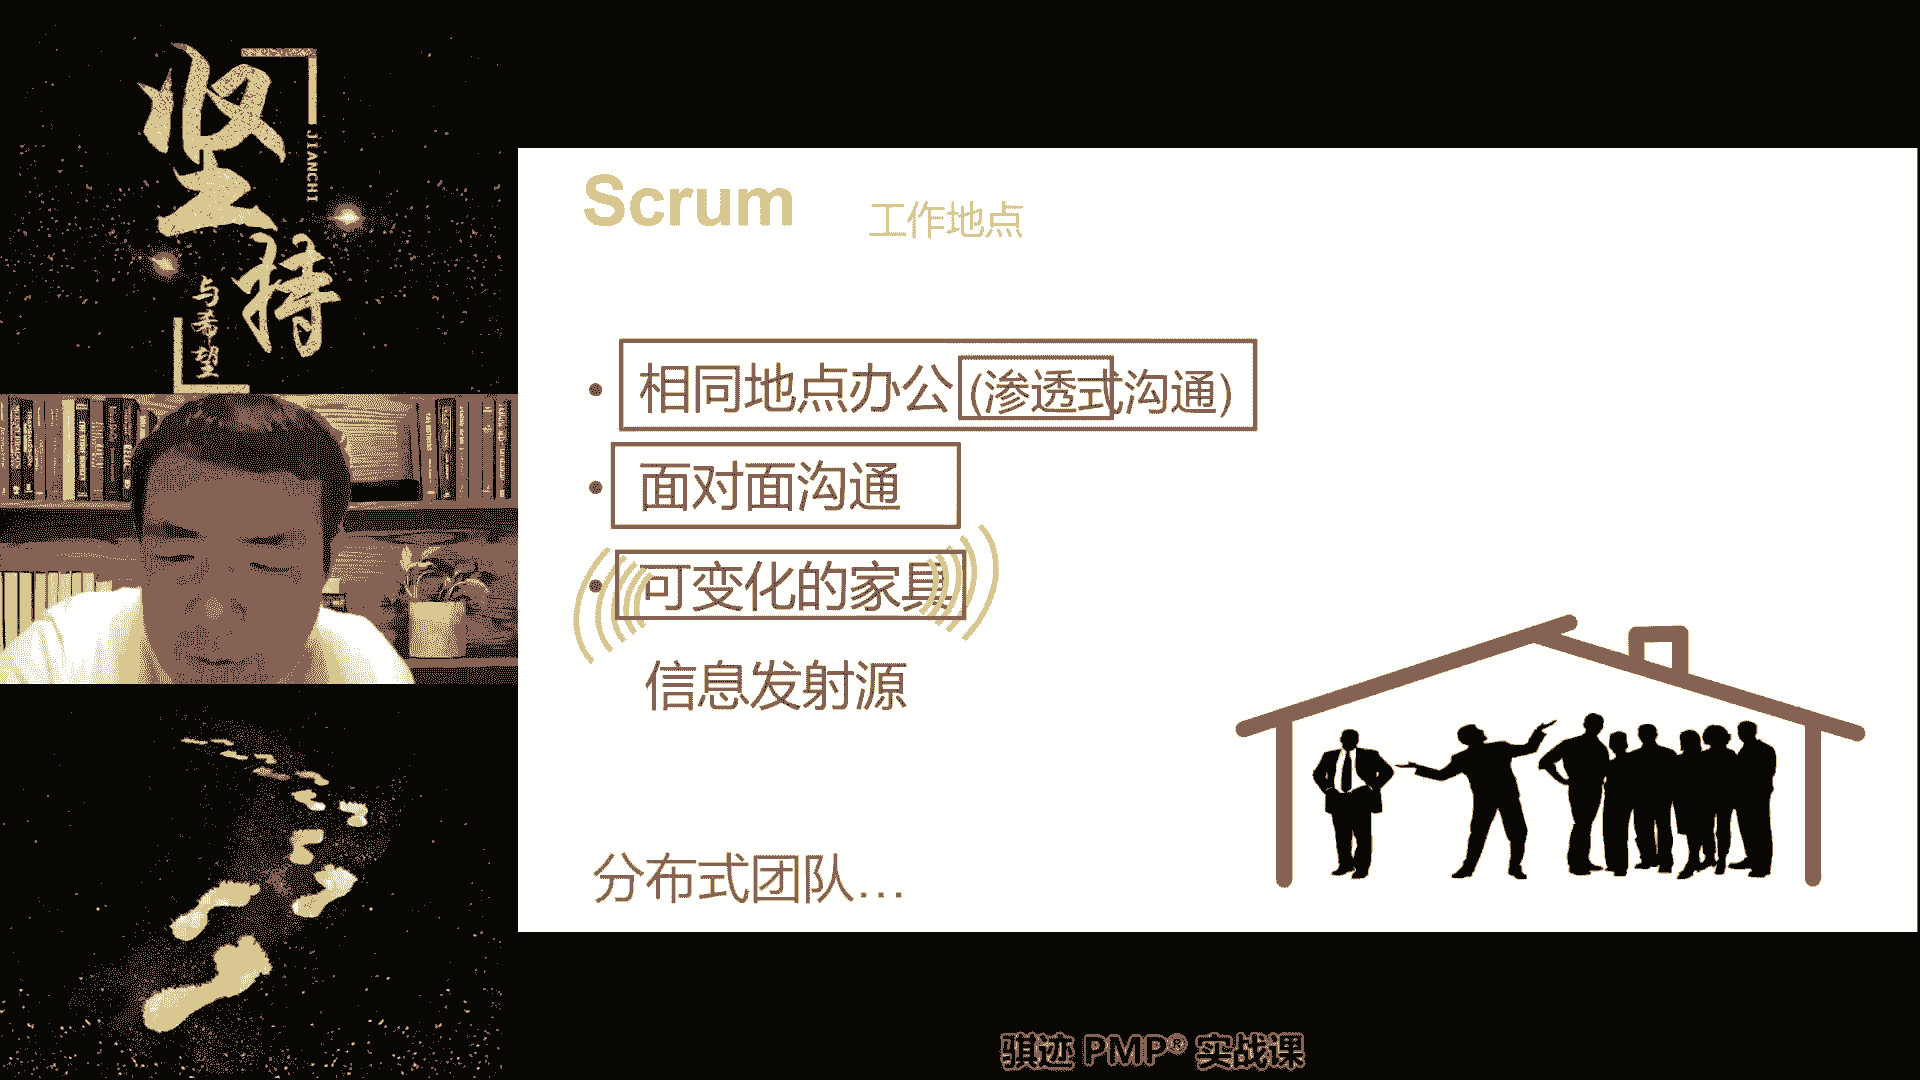 坚持
JIANCHI
与希望
Scrum 工作地点
• 相同地点办公(渗透式沟通)
• 面对面沟通
• 可变化的家具
信息发射源
分布式团队…
骐迹 PMP® 实战课